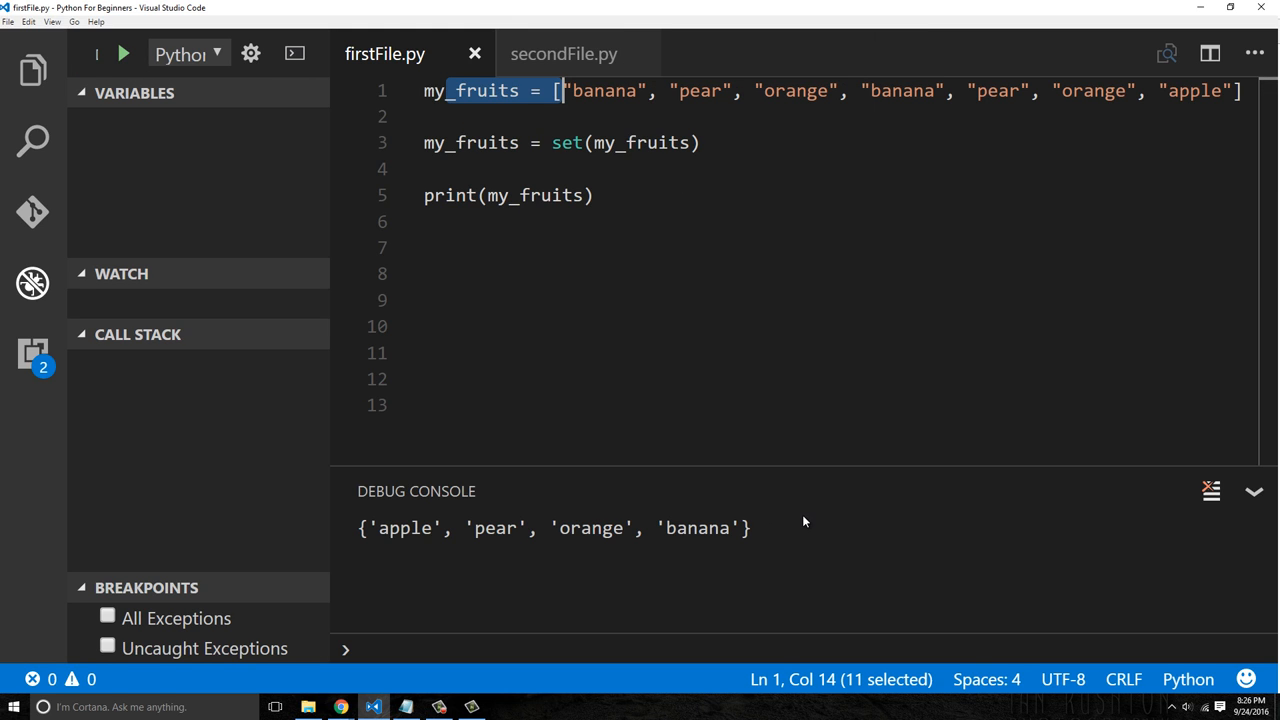 firstFile.py - Python For Beginners - Visual Studio Code
File Edit View Go Help
Python
firstFile.py
secondFile.py
VARIABLES
WATCH
CALL STACK
2
BREAKPOINTS
All Exceptions
Uncaught Exceptions
1 my_fruits = ["banana", "pear", "orange", "banana", "pear", "orange", "apple"]
2
3 my_fruits = set(my_fruits)
4
5 print(my_fruits)
6
7
8
9
10
11
12
13
DEBUG CONSOLE
{'apple', 'pear', 'orange', 'banana'}
0 0 Ln 1, Col 14 (11 selected) Spaces: 4 UTF-8 CRLF Python
I'm Cortana. Ask me anything.
8:26 PM
9/24/2016